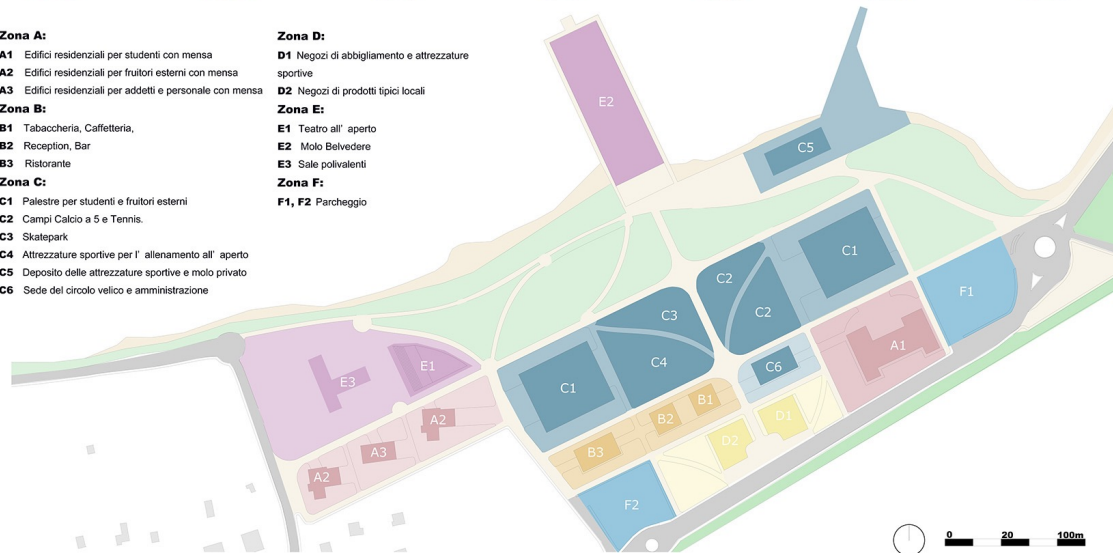 Zona A:
A1 Edifici residenziali per studenti con mensa
A2 Edifici residenziali per fruitori esterni con mensa
A3 Edifici residenziali per addetti e personale con mensa
Zona B:
B1 Tabaccheria, Caffetteria,
B2 Reception, Bar
B3 Ristorante
Zona C:
C1 Palestre per studenti e fruitori esterni
C2 Campi Calcio a 5 e Tennis.
C3 Skatepark
C4 Attrezzature sportive per l' allenamento all' aperto
C5 Deposito delle attrezzature sportive e molo privato
C6 Sede del circolo velico e amministrazione
Zona D:
D1 Negozi di abbigliamento e attrezzature
sportive
D2 Negozi di prodotti tipici locali
Zona E:
E1 Teatro all' aperto
E2 Molo Belvedere
E3 Sale polivalenti
Zona F:
F1, F2 Parcheggio
E2
C5
C1
C2
C2
F1
C3
C4
C6
A1
E1
E3
C1
B1
B2
B3
D1
D2
A2
A3
A2
F2
0 20 100m